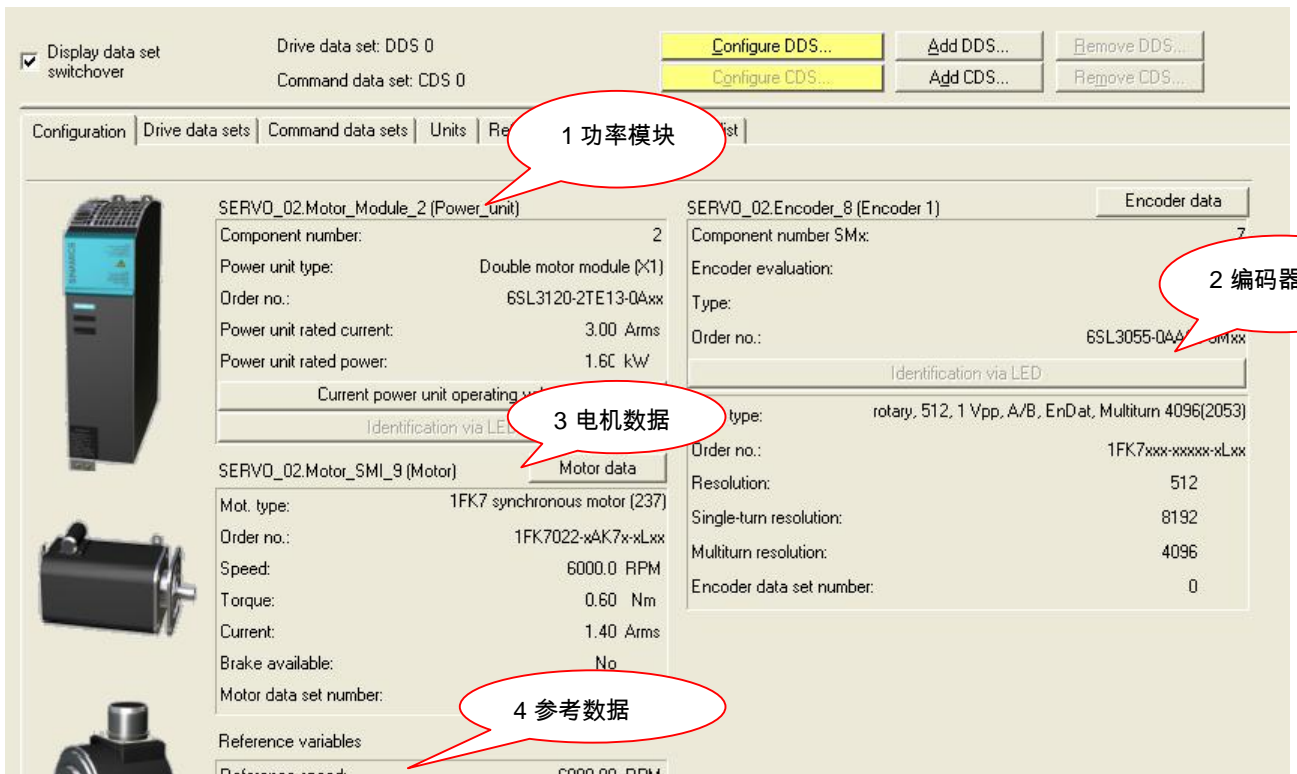 Display data set
switchover
Drive data set: DDS 0
Command data set: CDS 0
Configure DDS...
Add DDS...
Remove DDS...
Configure CDS...
Add CDS...
Remove CDS...
Configuration
Drive data sets
Command data sets
Units
1 功率模块
SERVO_02.Motor_Module_2 (Power_unit)
Component number: 2
Power unit type: Double motor module (X1)
Order no.: 6SL3120-2TE13-0Axx
Power unit rated current: 3.00 Arms
Power unit rated power: 1.60 kW
Current power unit operating
Identification via
3 电机数据
SERVO_02.Motor_SMI_9 (Motor)
Motor data
Mot. type: 1FK7 synchronous motor (237)
Order no.: 1FK7022-xAK7x-xLxx
Speed: 6000.0 RPM
Torque: 0.60 Nm
Current: 1.40 Arms
Brake available: No
Motor data set number:
4 参考数据
Reference variables
Reference speed: 6000.00 RPM
SERVO_02.Encoder_8 (Encoder 1)
Encoder data
Component number SMx: 7
Encoder evaluation:
2 编码器
Type:
Order no.:
Identification via LED
type: rotary, 512, 1 Vpp, A/B, EnDat, Multiturn 4096(2053)
Order no.: 1FK7xxx-xxxxx-xLxx
Resolution: 512
Single-turn resolution: 8192
Multiturn resolution: 4096
Encoder data set number: 0
SINAMICS